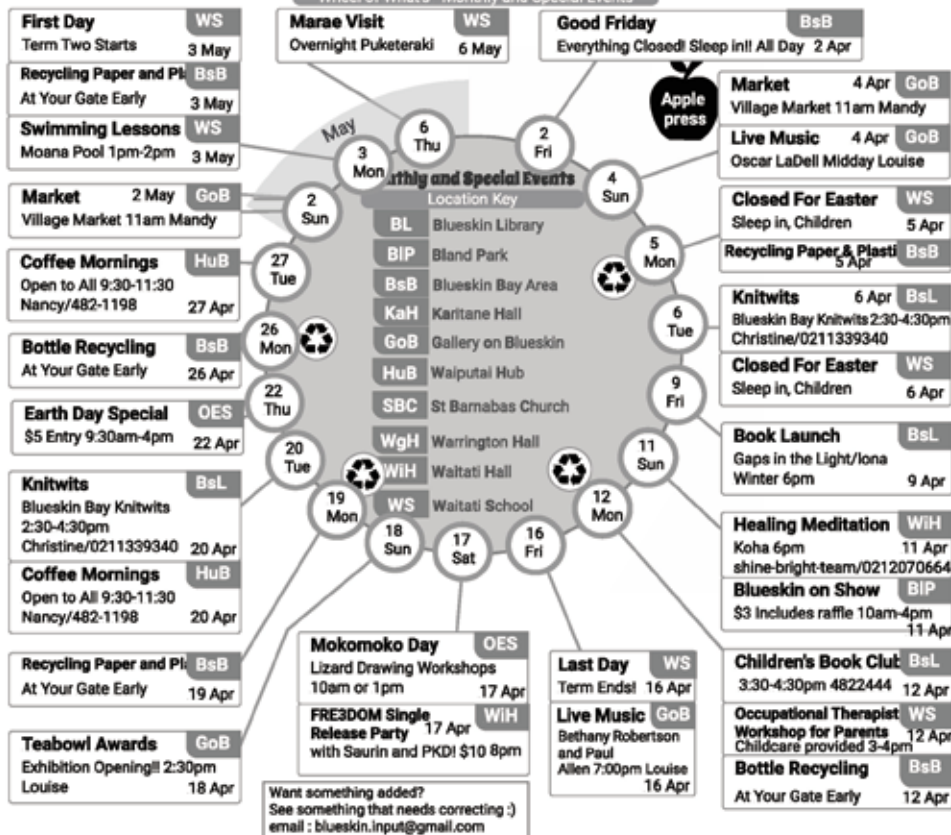 Wheel of What's - Monthly and Special Events
First Day WS
Term Two Starts 3 May
Recycling Paper and Pl BsB
At Your Gate Early 3 May
Swimming Lessons WS
Moana Pool 1pm-2pm 3 May
Market 2 May GoB
Village Market 11am Mandy
Coffee Mornings HuB
Open to All 9:30-11:30
Nancy/482-1198 27 Apr
Bottle Recycling BsB
At Your Gate Early 26 Apr
Earth Day Special OES
$5 Entry 9:30am-4pm 22 Apr
Knitwits BsL
Blueskin Bay Knitwits
2:30-4:30pm
Christine/0211339340 20 Apr
Coffee Mornings HuB
Open to All 9:30-11:30
Nancy/482-1198 20 Apr
Recycling Paper and Pl BsB
At Your Gate Early 19 Apr
Teabowl Awards GoB
Exhibition Opening!! 2:30pm
Louise 18 Apr
Marae Visit WS
Overnight Puketeraki 6 May
Good Friday BsB
Everything Closed! Sleep in!! All Day 2 Apr
Apple
press
May
6
Thu
2
Fri
3
Mon
4
Sun
2
Sun
5
Mon
27
Tue
6
Tue
26
Mon
9
Fri
22
Thu
11
Sun
20
Tue
12
Mon
19
Mon
16
Fri
18
Sun
17
Sat
nthly and Special Events
Location Key
BL Blueskin Library
BlP Bland Park
BsB Blueskin Bay Area
KaH Karitane Hall
GoB Gallery on Blueskin
HuB Waiputai Hub
SBC St Barnabas Church
WgH Warrington Hall
WiH Waitati Hall
WS Waitati School
Market 4 Apr GoB
Village Market 11am Mandy
Live Music 4 Apr GoB
Oscar LaDell Midday Louise
Closed For Easter WS
Sleep in, Children 5 Apr
Recycling Paper & Plasti BsB
5 Apr
Knitwits 6 Apr BsL
Blueskin Bay Knitwits 2:30-4:30pm
Christine/0211339340
Closed For Easter WS
Sleep in, Children 6 Apr
Book Launch BsL
Gaps in the Light/Iona
Winter 6pm 9 Apr
Healing Meditation WiH
Koha 6pm 11 Apr
shine-bright-team/0212070664
Blueskin on Show BlP
$3 Includes raffle 10am-4pm
11 Apr
Children's Book Club BsL
3:30-4:30pm 4822444 12 Apr
Occupational Therapist WS
Workshop for Parents 12 Apr
Childcare provided 3-4pm
Bottle Recycling BsB
At Your Gate Early 12 Apr
Mokomoko Day OES
Lizard Drawing Workshops
10am or 1pm 17 Apr
FRE3DOM Single WiH
Release Party 17 Apr
with Saurin and PKD! $10 8pm
Last Day WS
Term Ends! 16 Apr
Live Music GoB
Bethany Robertson
and Paul
Allen 7:00pm Louise
16 Apr
Want something added?
See something that needs correcting :)
email : blueskin.input@gmail.com